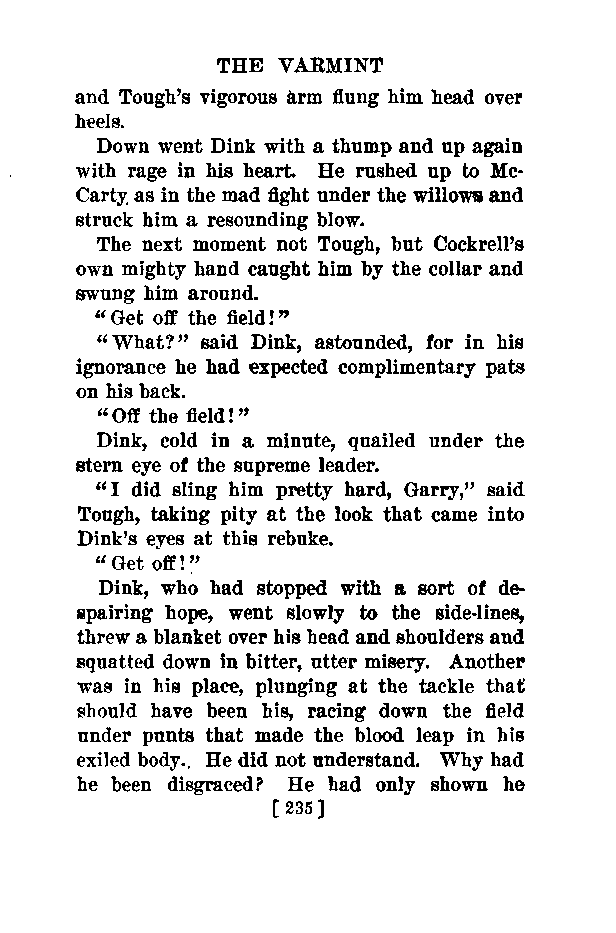 THE VARMINT
and Tough's vigorous arm flung him head over
heels.
Down went Dink with a thump and up again
with rage in his heart. He rushed up to Mc-
Carty as in the mad fight under the willows and
struck him a resounding blow.
The next moment not Tough, but Cockrell's
own mighty hand caught him by the collar and
swung him around.
"Get off the field!"
"What?" said Dink, astounded, for in his
ignorance he had expected complimentary pats
on his back.
"Off the field!"
Dink, cold in a minute, quailed under the
stern eye of the supreme leader.
"I did sling him pretty hard, Garry," said
Tough, taking pity at the look that came into
Dink's eyes at this rebuke.
"Get off!"
Dink, who had stopped with a sort of de-
spairing hope, went slowly to the side-lines,
threw a blanket over his head and shoulders and
squatted down in bitter, utter misery. Another
was in his place, plunging at the tackle that
should have been his, racing down the field
under punts that made the blood leap in his
exiled body. He did not understand. Why had
he been disgraced? He had only shown he
[ 235 ]